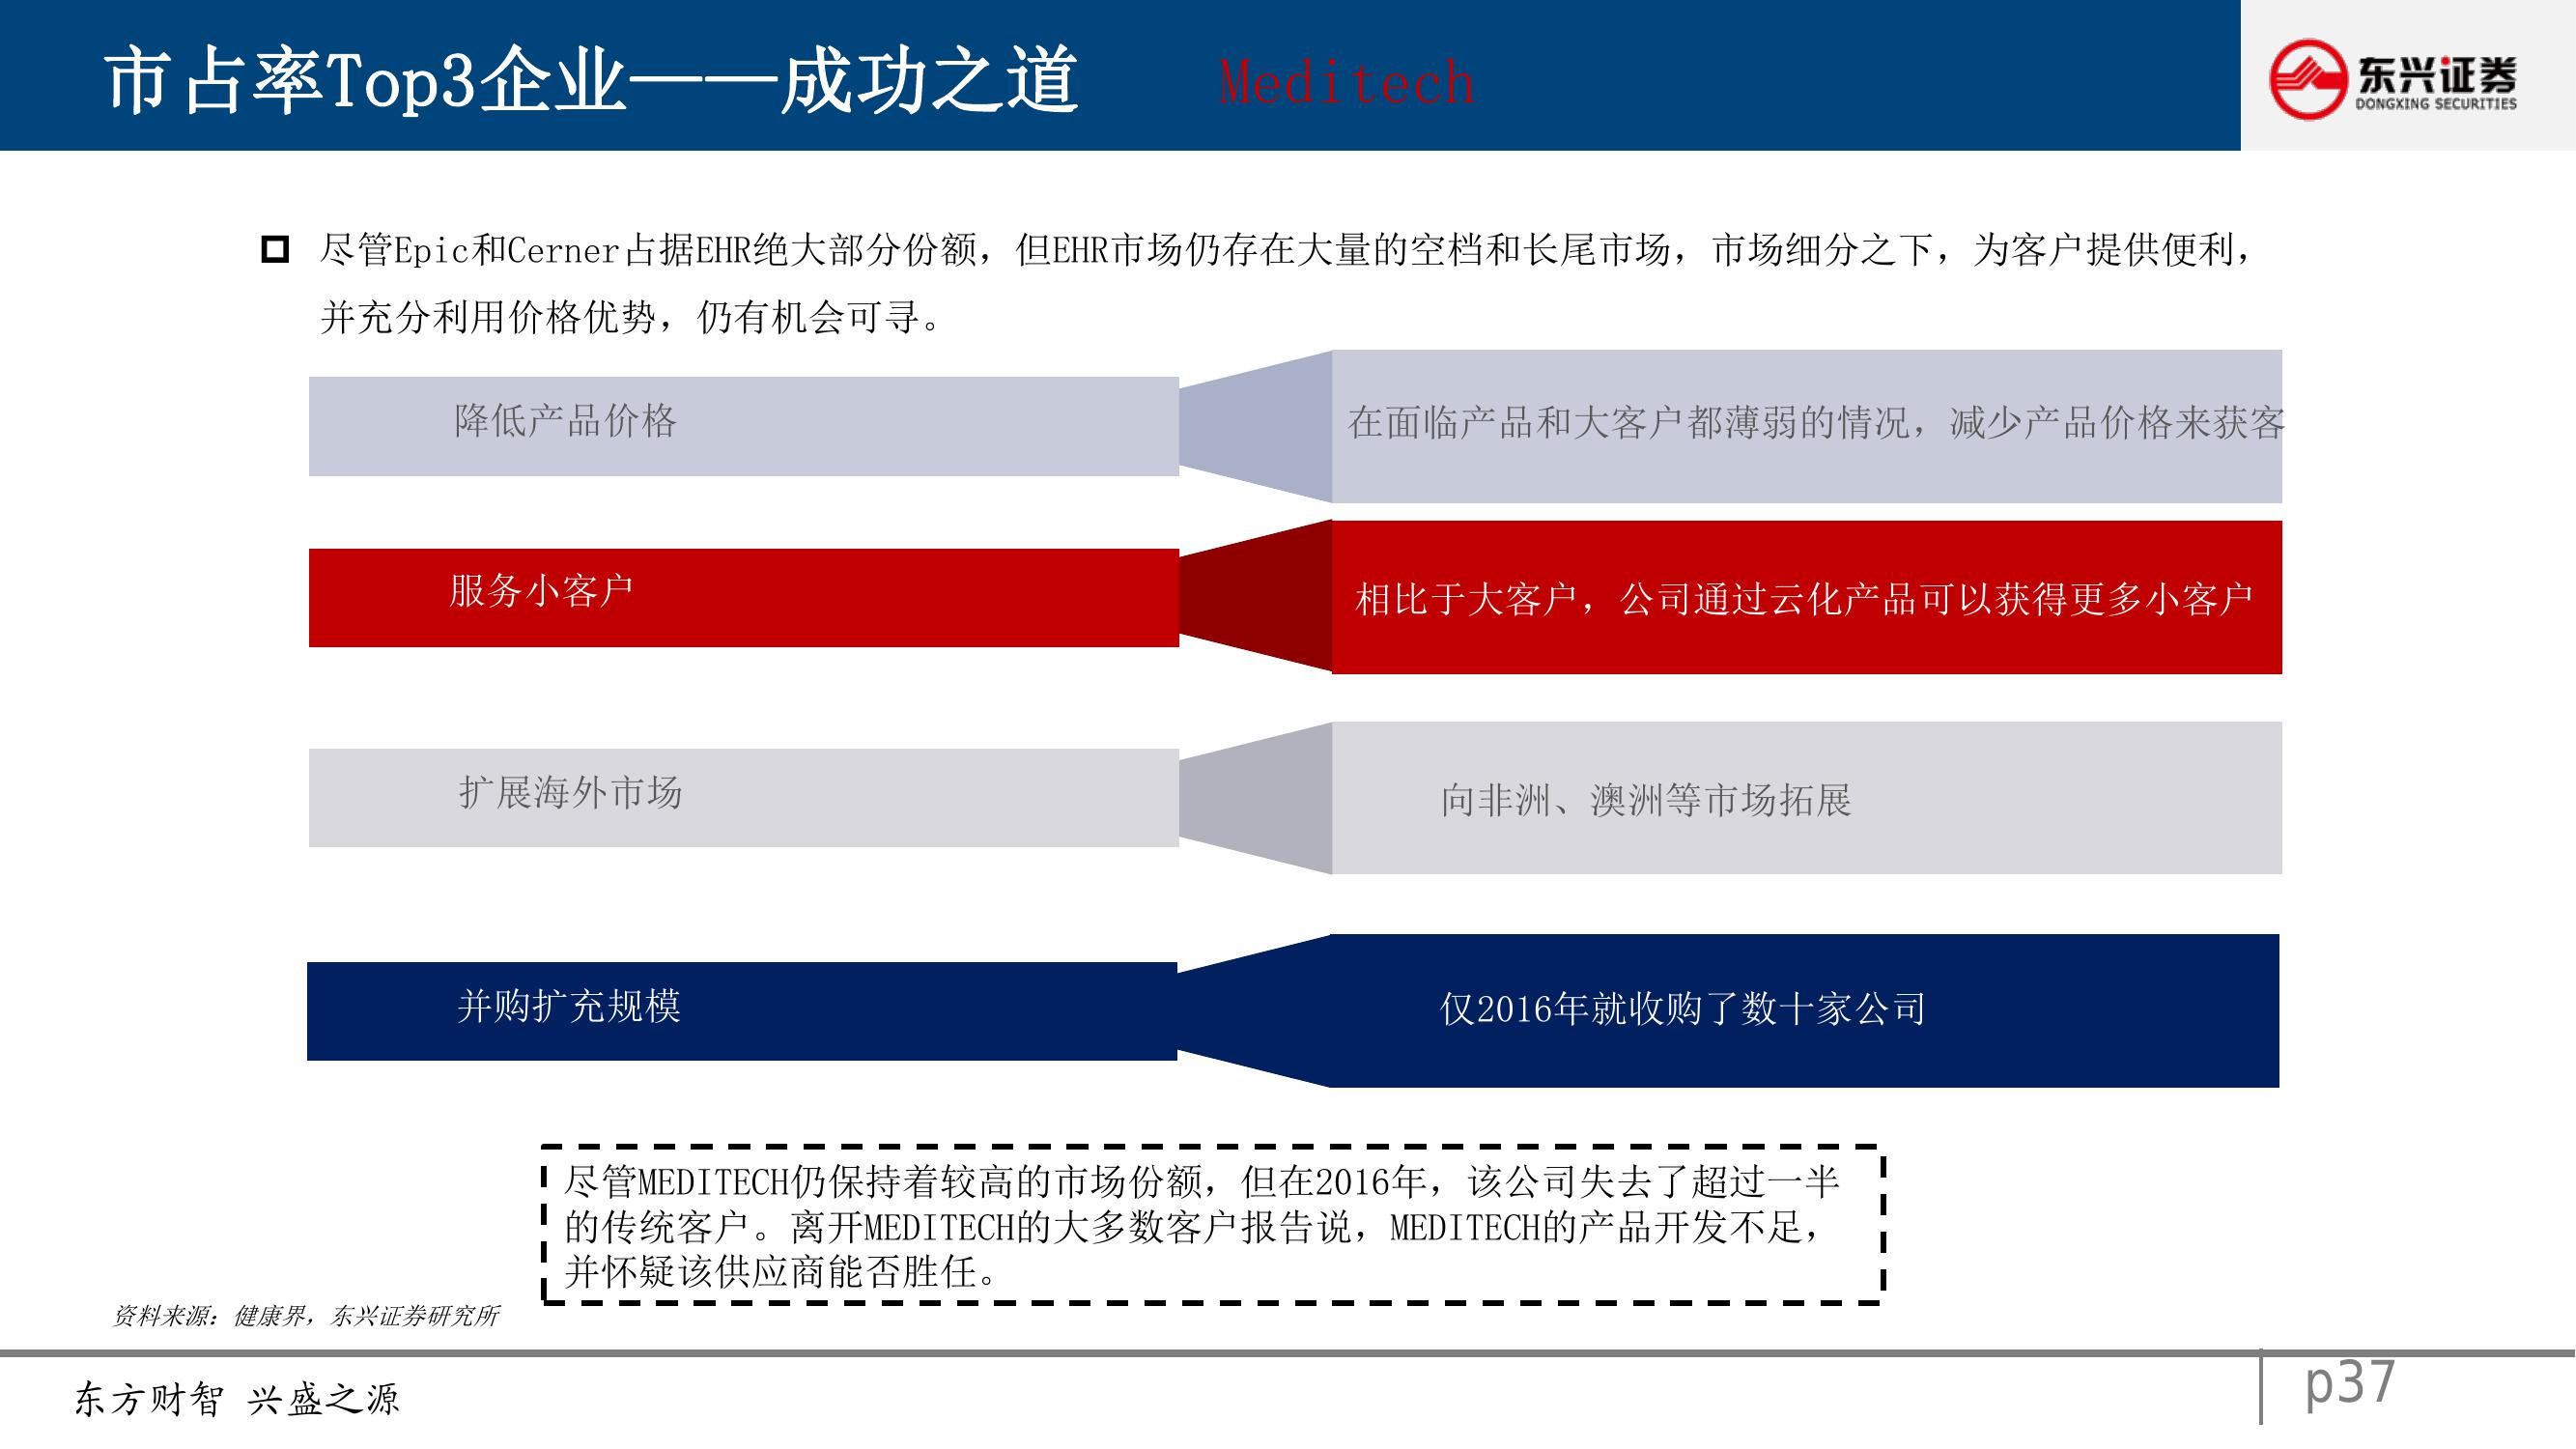 市占率Top3企业——成功之道 Meditech
东兴证券
DONGXING SECURITIES
尽管Epic和Cerner占据EHR绝大部分份额，但EHR市场仍存在大量的空档和长尾市场，市场细分之下，为客户提供便利，
并充分利用价格优势，仍有机会可寻。
降低产品价格
在面临产品和大客户都薄弱的情况，减少产品价格来获客
服务小客户
相比于大客户，公司通过云化产品可以获得更多小客户
扩展海外市场
向非洲、澳洲等市场拓展
并购扩充规模
仅2016年就收购了数十家公司
尽管MEDITECH仍保持着较高的市场份额，但在2016年，该公司失去了超过一半
的传统客户。离开MEDITECH的大多数客户报告说，MEDITECH的产品开发不足，
并怀疑该供应商能否胜任。
资料来源：健康界，东兴证券研究所
东方财智 兴盛之源
p37